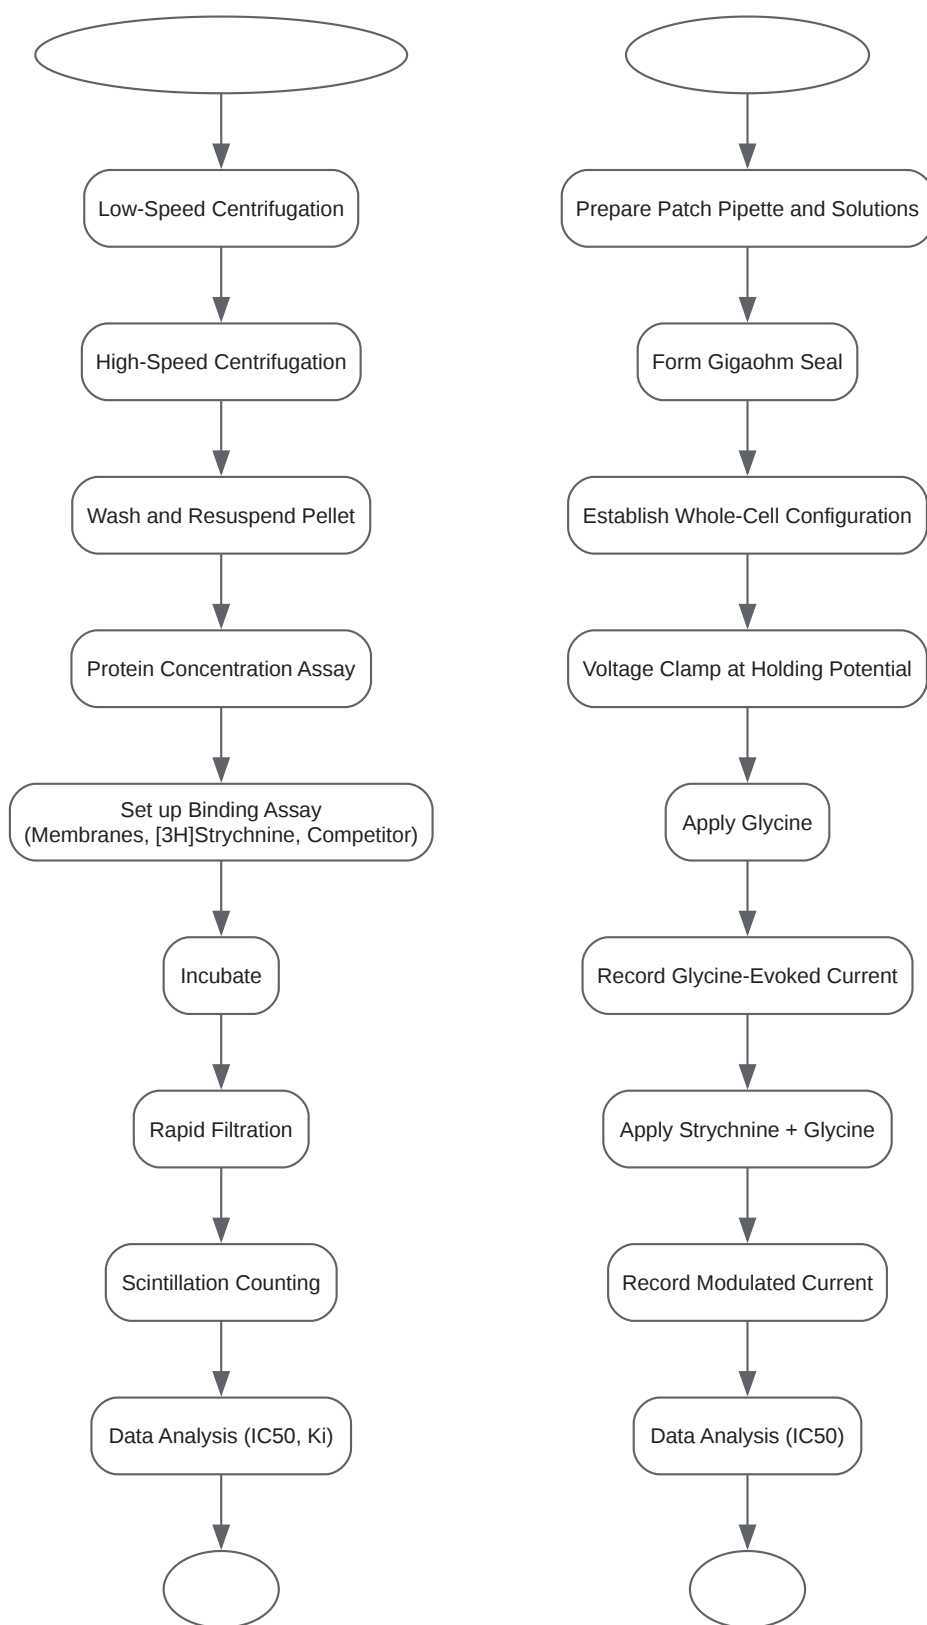 Low-Speed Centrifugation
High-Speed Centrifugation
Wash and Resuspend Pellet
Protein Concentration Assay
Set up Binding Assay
(Membranes, [3H]Strychnine, Competitor)
Incubate
Rapid Filtration
Scintillation Counting
Data Analysis (IC50, Ki)
Prepare Patch Pipette and Solutions
Form Gigaohm Seal
Establish Whole-Cell Configuration
Voltage Clamp at Holding Potential
Apply Glycine
Record Glycine-Evoked Current
Apply Strychnine + Glycine
Record Modulated Current
Data Analysis (IC50)